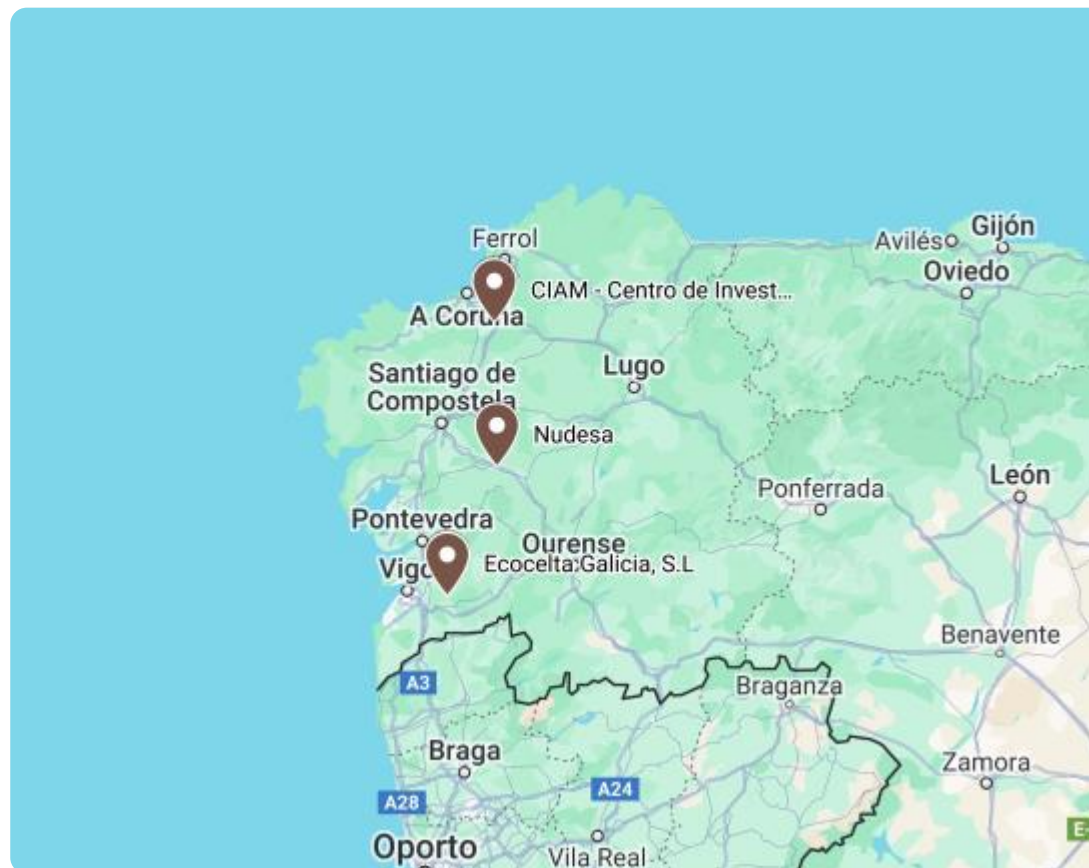 Ferrol
CIAM - Centro de Invest...
A Coruña
Avilés
Gijón
Oviedo
Santiago de
Compostela
Lugo
Nudesa
Ponferrada
León
Pontevedra
Ourense
Ecocelta Galicia, S.L
Vigo
Benavente
A3
Braganza
Braga
Zamora
A28
A24
E-
Oporto
Vila Real